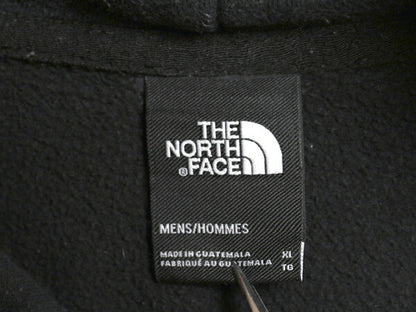 THE
NORTH
® FACE
MENS/HOMMES
MADE IN GUATEMALA XL
FABRIQUÉ AU GUATEMALA TG